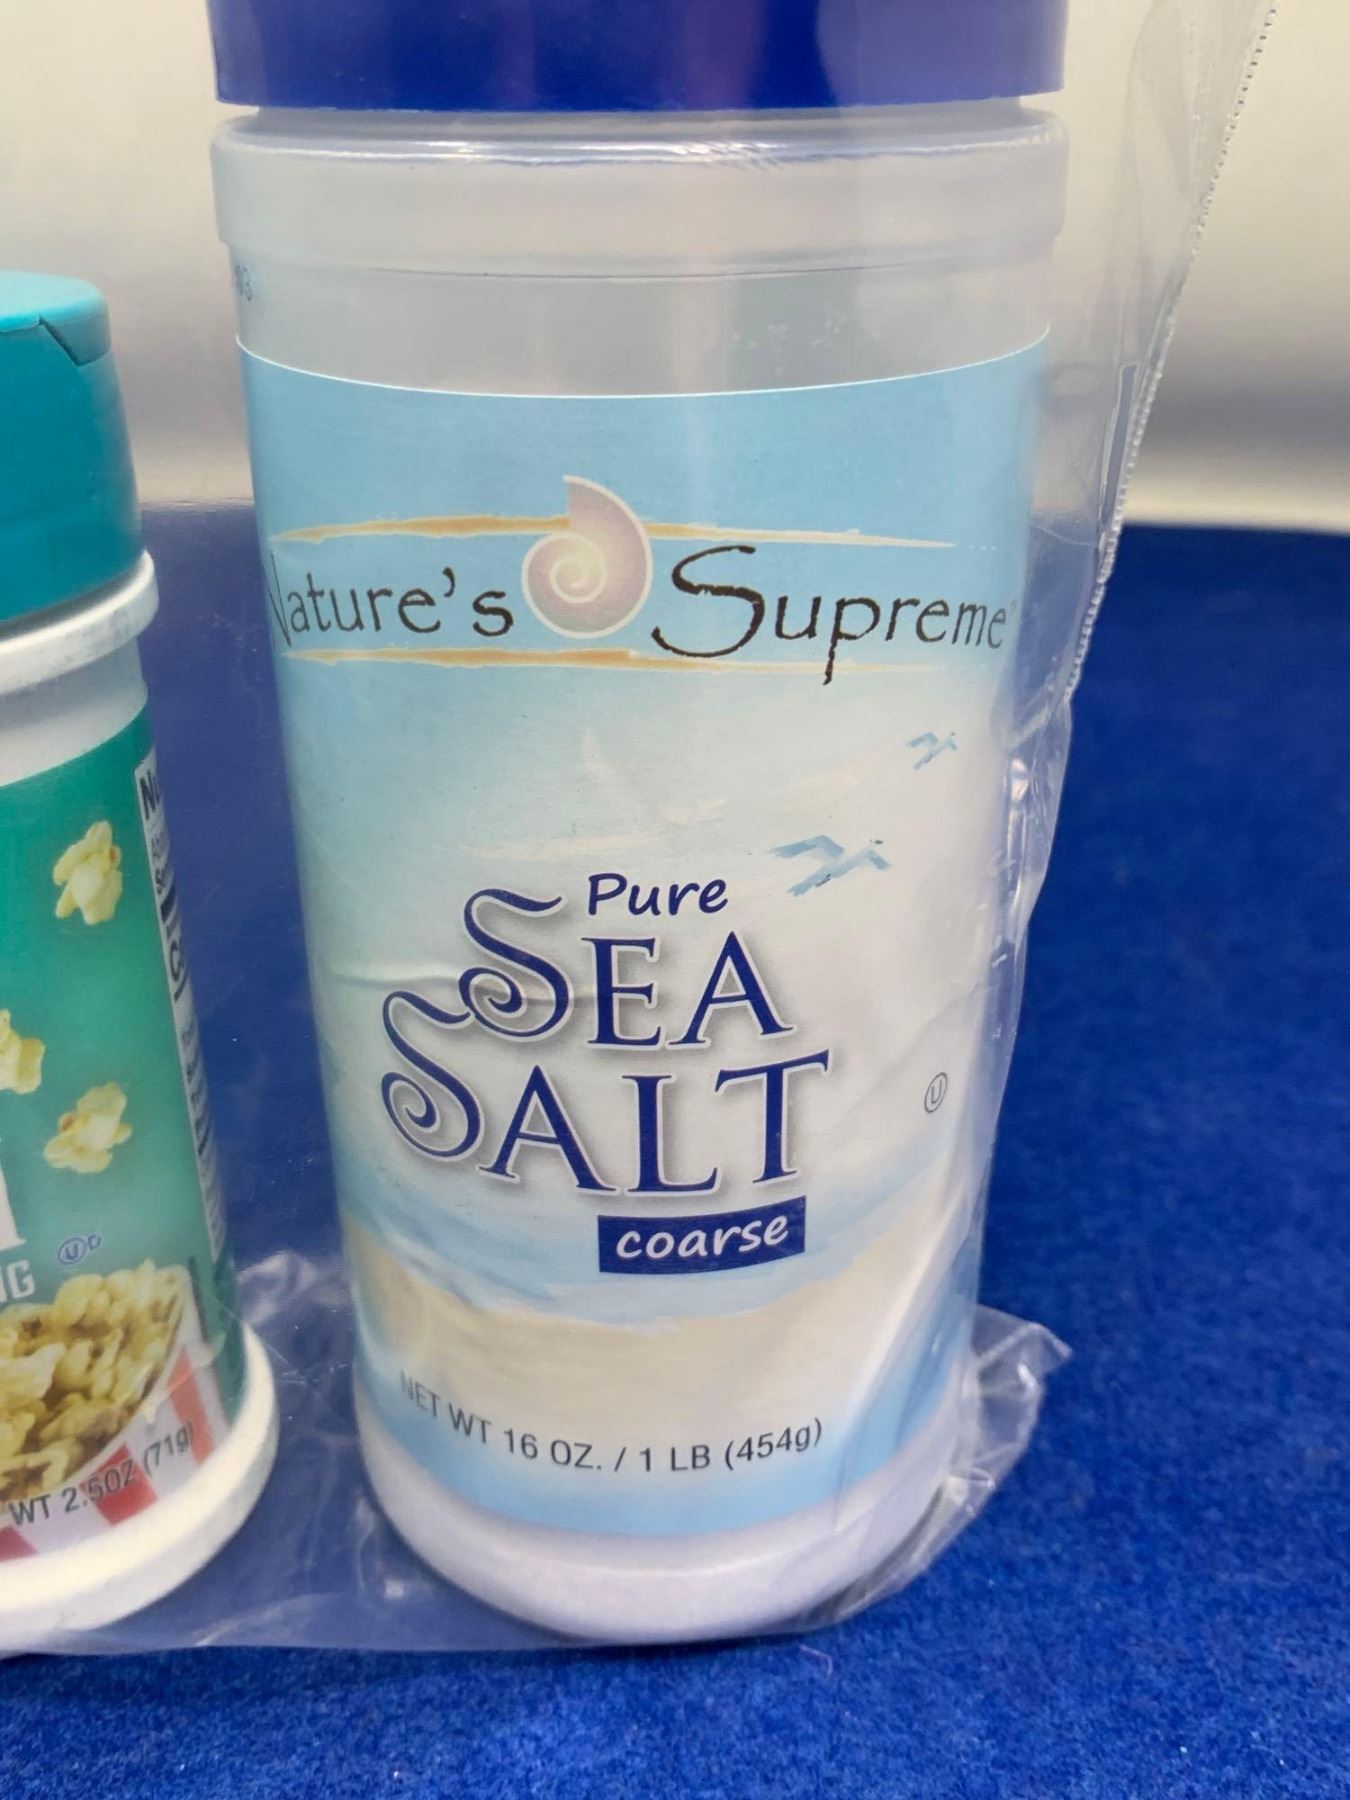 Nature's Supreme
Pure
SEA
SALT
coarse
U
NET WT 16 OZ. / 1 LB (454g)
U D
WT 2.5OZ (71g)